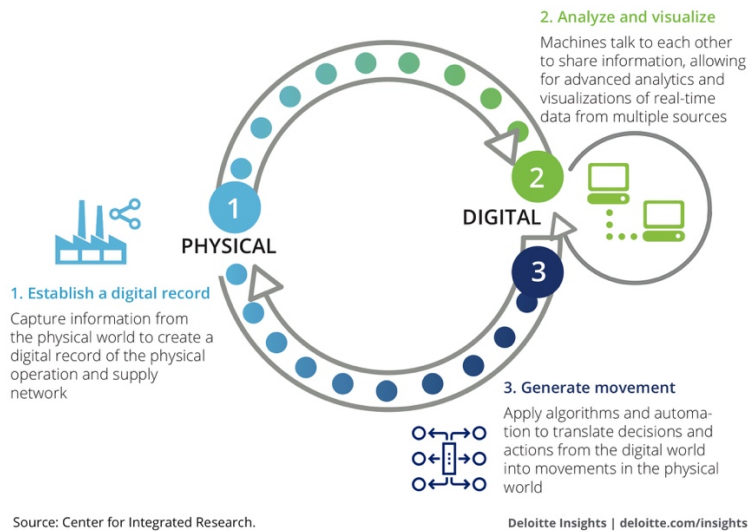 2. Analyze and visualize
Machines talk to each other
to share information, allowing
for advanced analytics and
visualizations of real-time
data from multiple sources
1
2
DIGITAL
PHYSICAL
3
1. Establish a digital record
Capture information from
the physical world to create a
digital record of the physical
operation and supply
network
3. Generate movement
Apply algorithms and automa-
tion to translate decisions and
actions from the digital world
into movements in the physical
world
Source: Center for Integrated Research.
Deloitte Insights | deloitte.com/insights